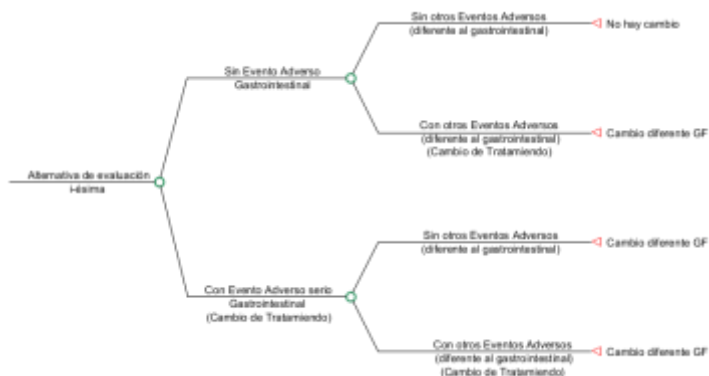 Sin otros Eventos Adversos
(diferente al gastrointestinal)
No hay cambio
Sin Evento Adverso
Gastrointestinal
Con otros Eventos Adversos
(diferente al gastrointestinal)
(Cambio de Tratamiendo)
Cambio diferente GF
Alternativa de evaluación
i-ésima
Sin otros Eventos Adversos
(diferente al gastrointestinal)
Cambio diferente GF
Con Evento Adverso serio
Gastrointestinal
(Cambio de Tratamiendo)
Con otros Eventos Adversos
(diferente al gastrointestinal)
(Cambio de Tratamiendo)
Cambio diferente GF